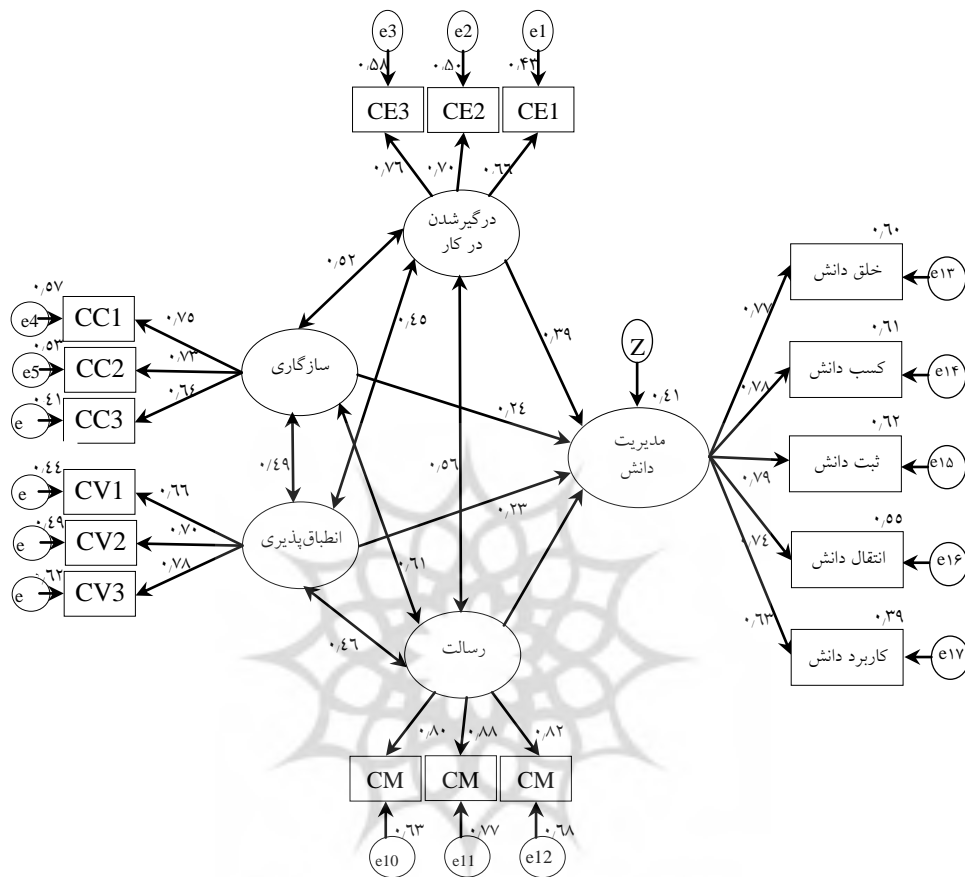 e3 e2 e1
۰٫۵۸ ۰٫۵۰ ۰٫۴۳
CE3 CE2 CE1
۰٫۷۶ ۰٫۷۰ ۰٫۶۶
درگیرشدن
در کار
۰٫۵۲
۰٫۴۵
۰٫۳۹
۰٫۵۷
e4 CC1 ۰٫۷۵
۰٫۵۳
e5 CC2 ۰٫۷۳
۰٫۴۱
e CC3 ۰٫۶۴
سازگاری
۰٫۲۴
۰٫۴۹
۰٫۵۶
۰٫۴۴
e CV1 ۰٫۶۶
۰٫۴۹
e CV2 ۰٫۷۰
۰٫۶۲
e CV3 ۰٫۷۸
انطباق‌پذیری
۰٫۲۳
۰٫۶۱
۰٫۴۶
رسالت
۰٫۸۰ ۰٫۸۸ ۰٫۸۲
CM CM CM
۰٫۶۳ ۰٫۷۷ ۰٫۶۸
e10 e11 e12
Z
۰٫۴۱
مدیریت
دانش
۰٫۶۰
۰٫۷۷ خلق دانش e۱۳
۰٫۶۱
۰٫۷۸ کسب دانش e۱۴
۰٫۶۲
۰٫۷۹ ثبت دانش e۱۵
۰٫۵۵
۰٫۷۴ انتقال دانش e۱۶
۰٫۳۹
۰٫۶۳ کاربرد دانش e۱۷